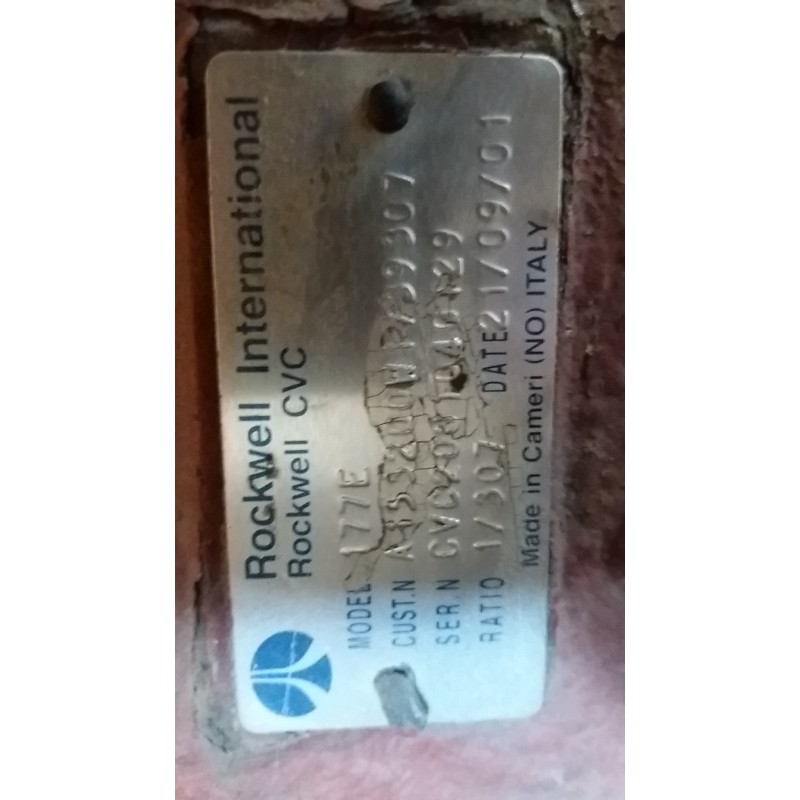 Rockwell International
Rockwell CVC
MODEL 177E
CUST.N
SER.N
RATIO 1/307 DATE 21/09/01
Made in Cameri (NO) ITALY